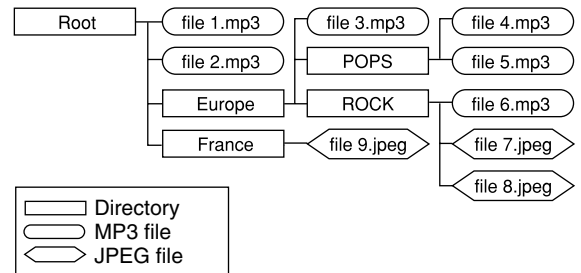 Root
file 1.mp3
file 3.mp3
file 4.mp3
file 2.mp3
POPS
file 5.mp3
Europe
ROCK
file 6.mp3
France
file 9.jpeg
file 7.jpeg
file 8.jpeg
Directory
MP3 file
JPEG file